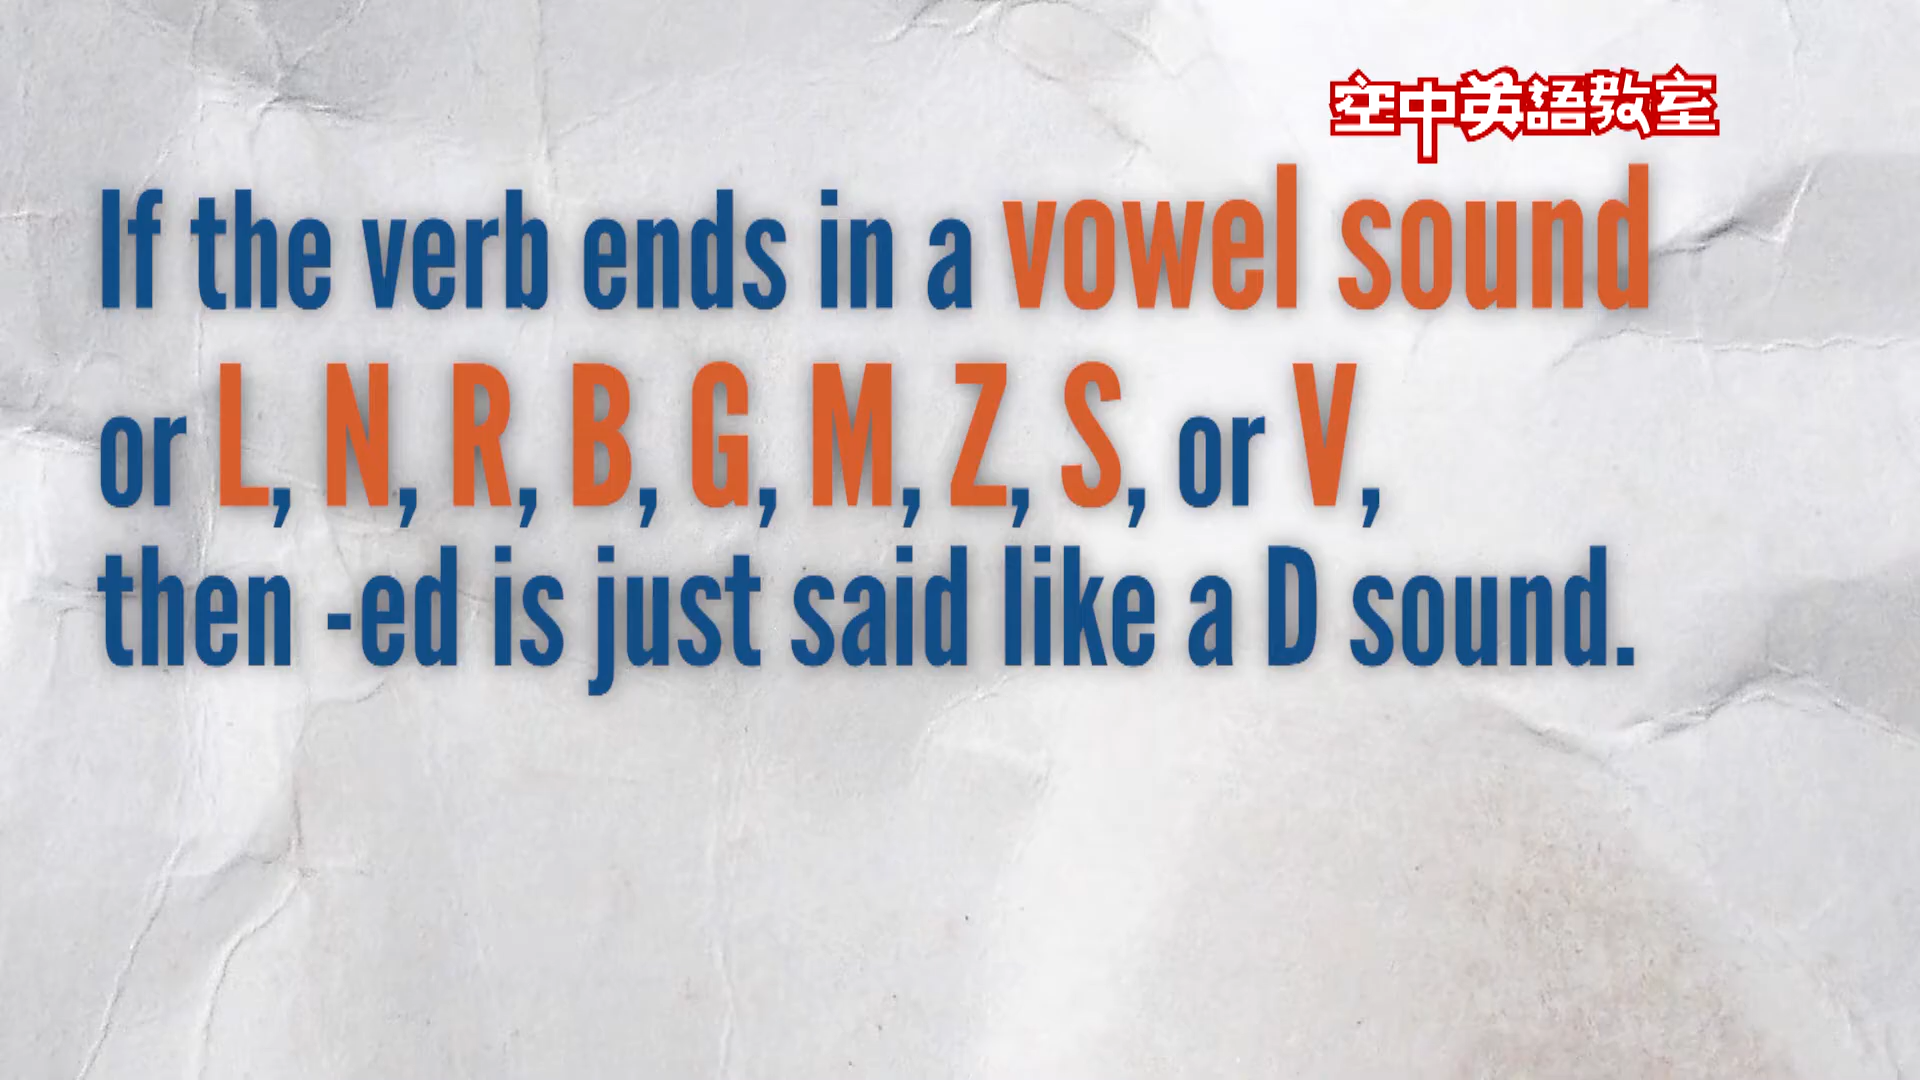 空中英語教室
If the verb ends in a vowel sound
or L, N, R, B, G, M, Z, S, or V,
then -ed is just said like a D sound.